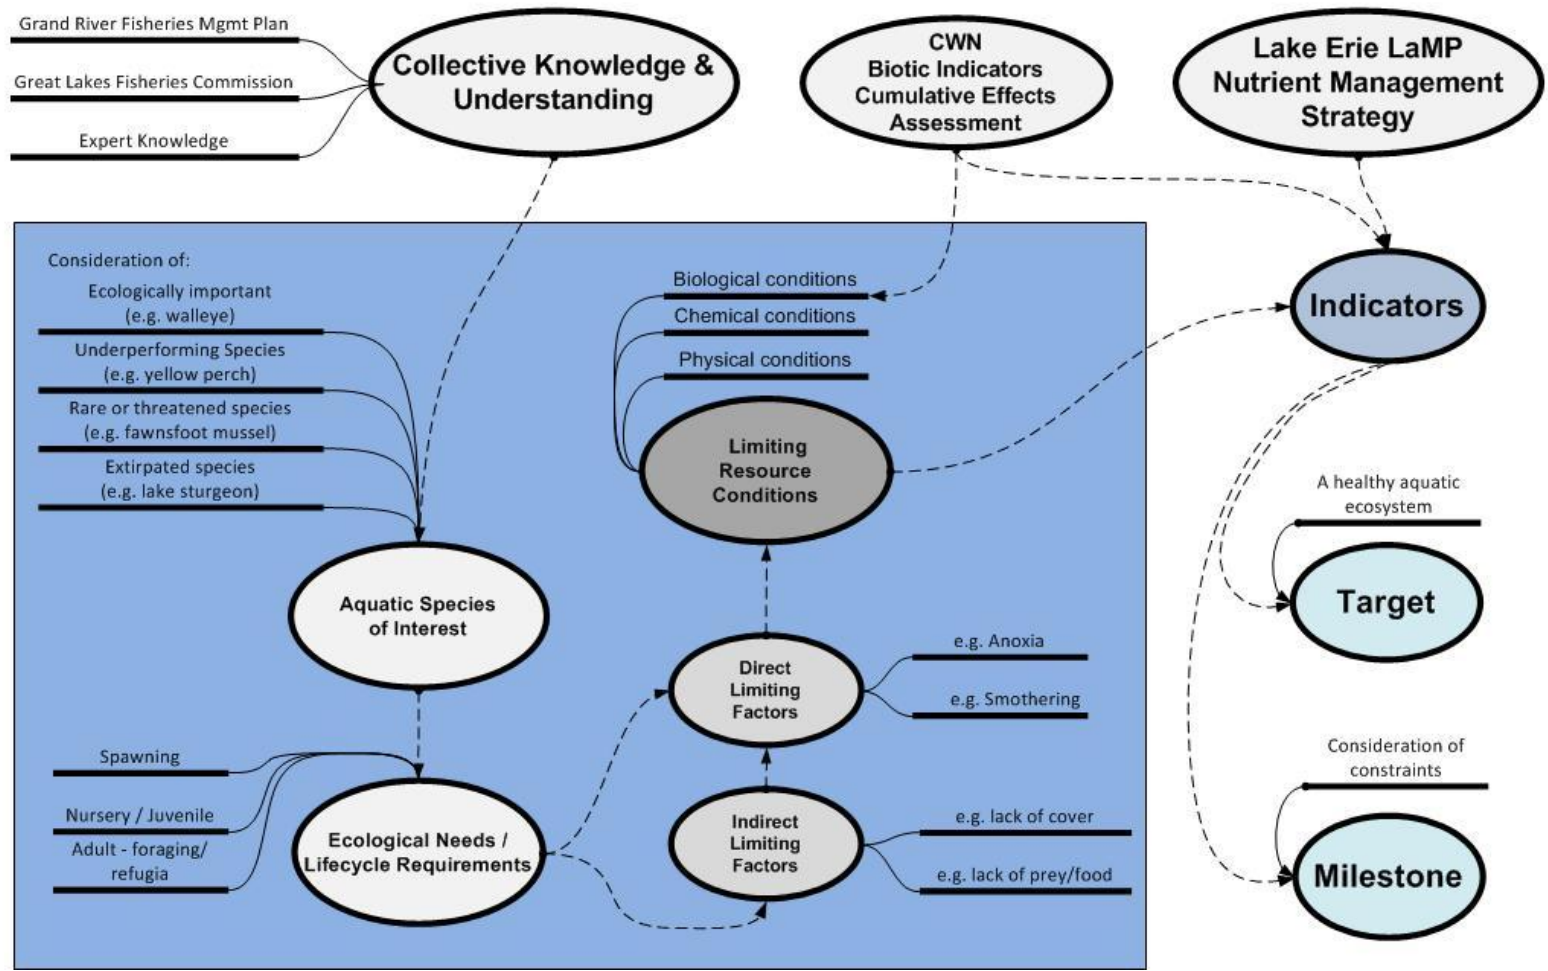 Grand River Fisheries Mgmt Plan
Great Lakes Fisheries Commission
Expert Knowledge
Collective Knowledge &
Understanding
CWN
Biotic Indicators
Cumulative Effects
Assessment
Lake Erie LaMP
Nutrient Management
Strategy
Consideration of:
Ecologically important
(e.g. walleye)
Underperforming Species
(e.g. yellow perch)
Rare or threatened species
(e.g. fawnsfoot mussel)
Extirpated species
(e.g. lake sturgeon)
Biological conditions
Chemical conditions
Physical conditions
Limiting
Resource
Conditions
Indicators
A healthy aquatic
ecosystem
Target
Aquatic Species
of Interest
Direct
Limiting
Factors
e.g. Anoxia
e.g. Smothering
Spawning
Nursery / Juvenile
Adult - foraging/
refugia
Ecological Needs /
Lifecycle Requirements
Indirect
Limiting
Factors
e.g. lack of cover
e.g. lack of prey/food
Consideration of
constraints
Milestone